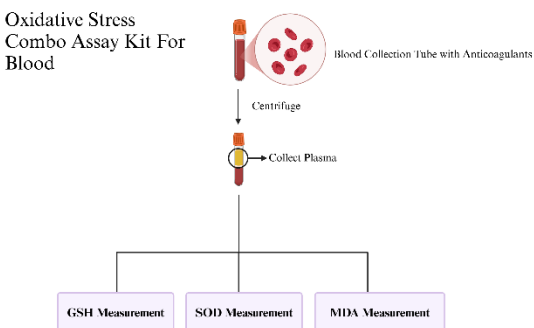 Oxidative Stress
Combo Assay Kit For
Blood
Blood Collection Tube with Anticoagulants
Centrifuge
Collect Plasma
GSH Measurement
SOD Measurement
MDA Measurement